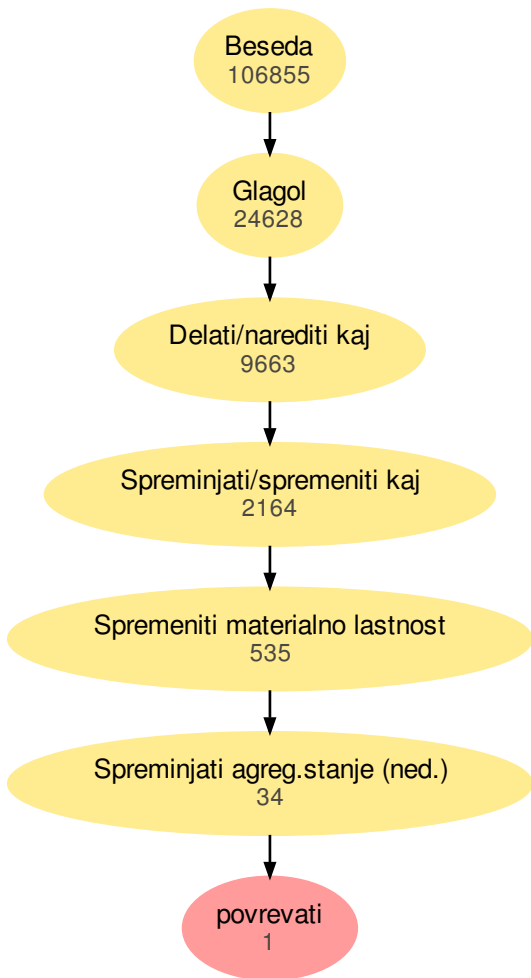 Beseda
106855
Glagol
24628
Delati/narediti kaj
9663
Spreminjati/spremeniti kaj
2164
Spremeniti materialno lastnost
535
Spreminjati agreg.stanje (ned.)
34
povrevati
1